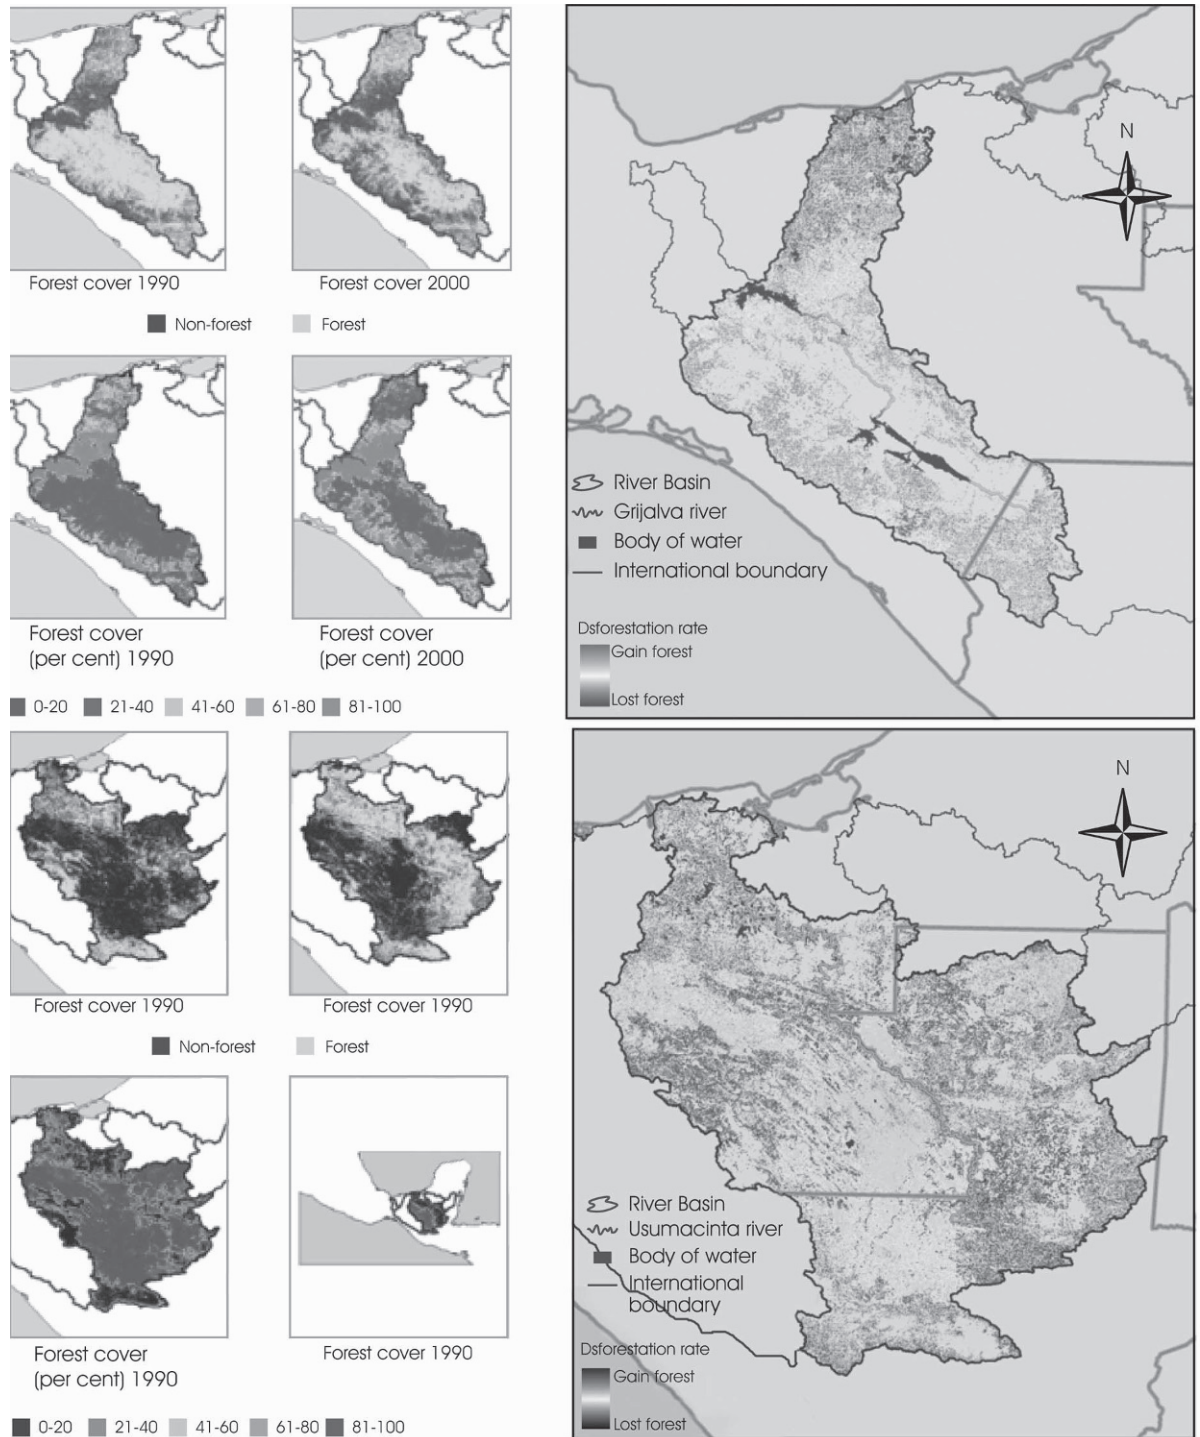 Forest cover 1990
Forest cover 2000
Non-forest
Forest
Forest cover
(per cent) 1990
Forest cover
(per cent) 2000
0-20
21-40
41-60
61-80
81-100
N
River Basin
Grijalva river
Body of water
International boundary
Dsforestation rate
Gain forest
Lost forest
Forest cover 1990
Forest cover 1990
Non-forest
Forest
Forest cover
(per cent) 1990
Forest cover 1990
0-20
21-40
41-60
61-80
81-100
N
River Basin
Usumacinta river
Body of water
International
boundary
Dsforestation rate
Gain forest
Lost forest